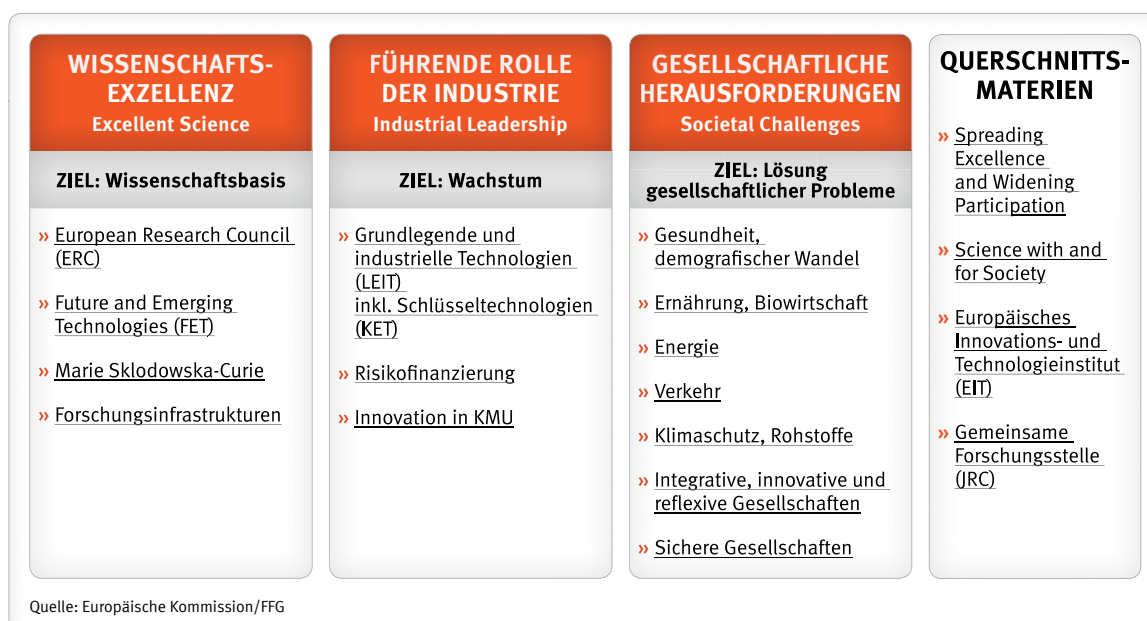 WISSENSCHAFTS-
EXZELLENZ
Excellent Science
ZIEL: Wissenschaftsbasis
» European Research Council
(ERC)
» Future and Emerging
Technologies (FET)
» Marie Sklodowska-Curie
» Forschungsinfrastrukturen
FÜHRENDE ROLLE
DER INDUSTRIE
Industrial Leadership
ZIEL: Wachstum
» Grundlegende und
industrielle Technologien
(LEIT)
inkl. Schlüsseltechnologien
(KET)
» Risikofinanzierung
» Innovation in KMU
GESELLSCHAFTLICHE
HERAUSFORDERUNGEN
Societal Challenges
ZIEL: Lösung
gesellschaftlicher Probleme
» Gesundheit,
demografischer Wandel
» Ernährung, Biowirtschaft
» Energie
» Verkehr
» Klimaschutz, Rohstoffe
» Integrative, innovative und
reflexive Gesellschaften
» Sichere Gesellschaften
QUERSCHNITTS-
MATERIEN
» Spreading
Excellence
and Widening
Participation
» Science with and
for Society
» Europäisches
Innovations- und
Technologieinstitut
(EIT)
» Gemeinsame
Forschungsstelle
(JRC)
Quelle: Europäische Kommission/FFG